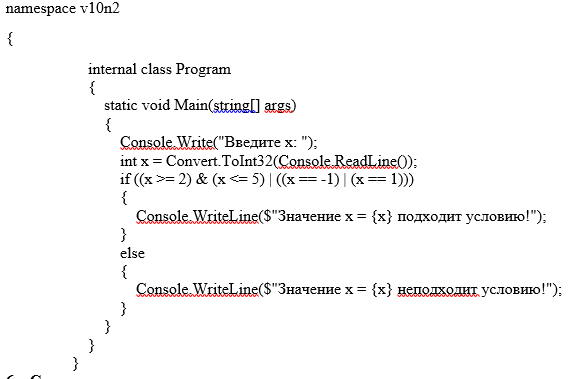 namespace v10n2
{
internal class Program
{
static void Main(string[] args)
{
Console.Write("Введите x: ");
int x = Convert.ToInt32(Console.ReadLine());
if ((x >= 2) & (x <= 5) | ((x == -1) | (x == 1)))
{
Console.WriteLine($"Значение x = {x} подходит условию!");
}
else
{
Console.WriteLine($"Значение x = {x} неподходит условию!");
}
}
}
}